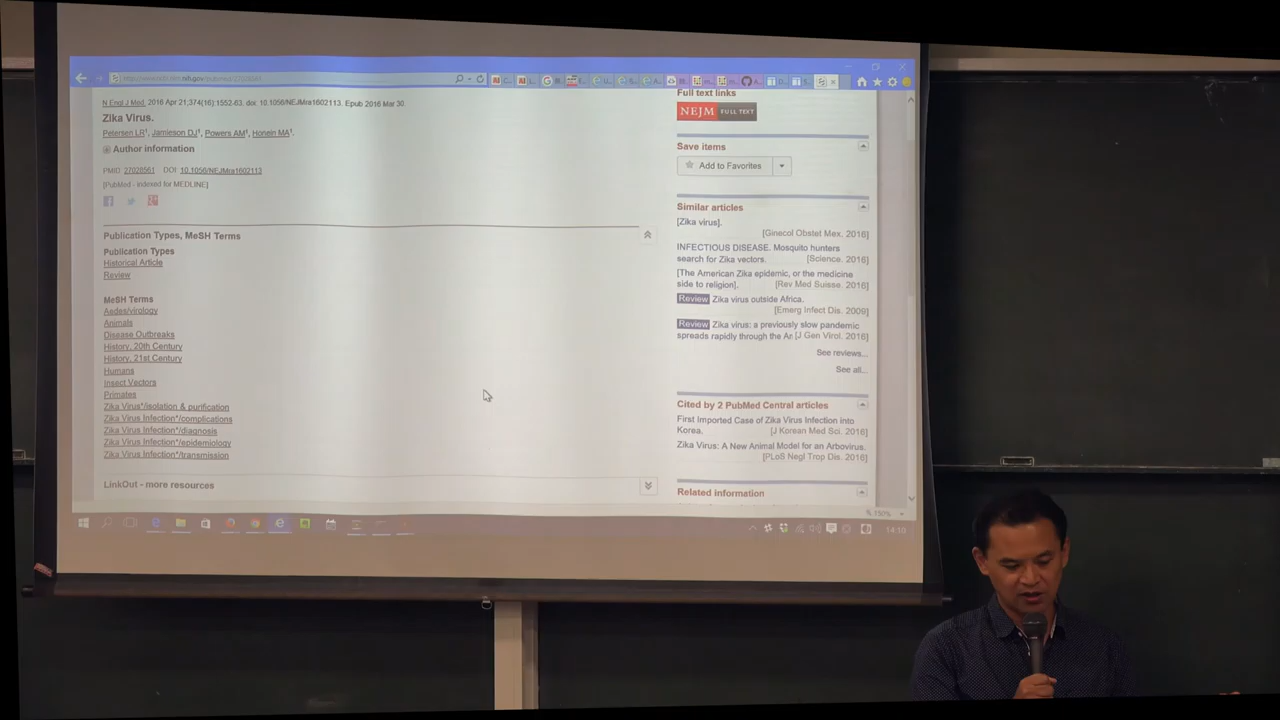 N Engl J Med. 2016 Apr 21;374(16):1552-63. doi: 10.1056/NEJMra1602113. Epub 2016 Mar 30.
Zika Virus.
Petersen LR1, Jamieson DJ1, Powers AM1, Honein MA1.
Author information
PMID: 27028561 DOI: 10.1056/NEJMra1602113
[PubMed - indexed for MEDLINE]
Publication Types, MeSH Terms
Publication Types
Historical Article
Review
MeSH Terms
Aedes/virology
Animals
Disease Outbreaks
History, 20th Century
History, 21st Century
Humans
Insect Vectors
Primates
Zika Virus*/isolation & purification
Zika Virus Infection*/complications
Zika Virus Infection*/diagnosis
Zika Virus Infection*/epidemiology
Zika Virus Infection*/transmission
LinkOut - more resources
Full text links
NEJM FULL TEXT
Save items
Add to Favorites
Similar articles
[Zika virus].
[Ginecol Obstet Mex. 2016]
INFECTIOUS DISEASE. Mosquito hunters
search for Zika vectors. [Science. 2016]
[The American Zika epidemic, or the medicine
side to religion]. [Rev Med Suisse. 2016]
Review Zika virus outside Africa.
[Emerg Infect Dis. 2009]
Review Zika virus: a previously slow pandemic
spreads rapidly through the Am [J Gen Virol. 2016]
See reviews...
See all...
Cited by 2 PubMed Central articles
First Imported Case of Zika Virus Infection into
Korea. [J Korean Med Sci. 2016]
Zika Virus: A New Animal Model for an Arbovirus.
[PLoS Negl Trop Dis. 2016]
Related information
150%
14:10